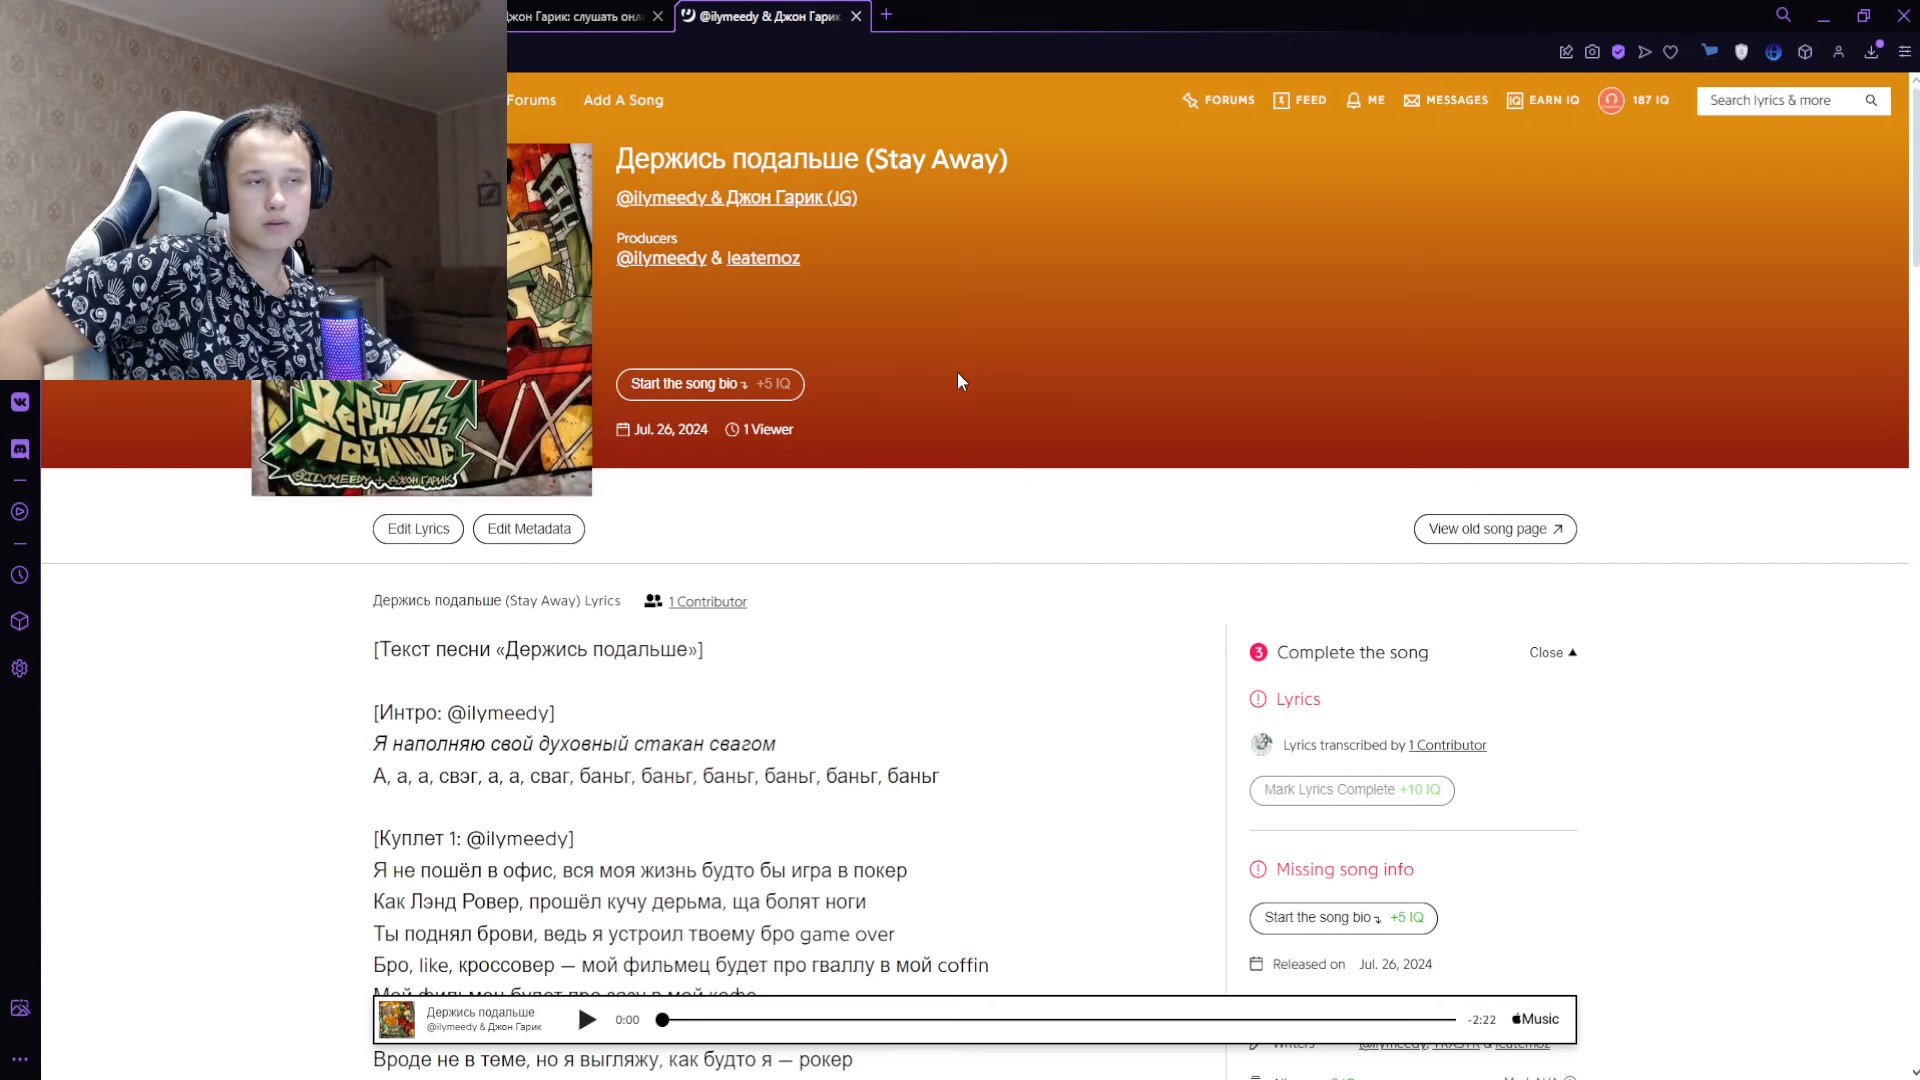 жон Гарик: слушать онл
@ilymeedy & Джон Гарик
Forums
Add A Song
FORUMS
FEED
ME
MESSAGES
EARN IQ
187 IQ
Search lyrics & more
Держись подальше (Stay Away)
@ilymeedy & Джон Гарик (JG)
Producers
@ilymeedy & leatemoz
Start the song bio +5 IQ
Jul. 26, 2024
1 Viewer
ДЕРЖИСЬ
ПОДАЛЬШЕ
@ILYMEEDY + ДЖОН ГАРИК
Edit Lyrics
Edit Metadata
View old song page
Держись подальше (Stay Away) Lyrics
1 Contributor
[Текст песни «Держись подальше»]
[Интро: @ilymeedy]
Я наполняю свой духовный стакан свагом
А, а, а, свэг, а, а, сваг, баньг, баньг, баньг, баньг, баньг, баньг
[Куплет 1: @ilymeedy]
Я не пошёл в офис, вся моя жизнь будто бы игра в покер
Как Лэнд Ровер, прошёл кучу дерьма, ща болят ноги
Ты поднял брови, ведь я устроил твоему бро game over
Бро, like, кроссовер — мой фильмец будет про гваллу в мой coffin
Вроде не в теме, но я выгляжу, как будто я — рокер
3
Complete the song
Close
Lyrics
Lyrics transcribed by 1 Contributor
Mark Lyrics Complete +10 IQ
Missing song info
Start the song bio +5 IQ
Released on Jul. 26, 2024
Держись подальше
@ilymeedy & Джон Гарик
0:00
-2:22
Music